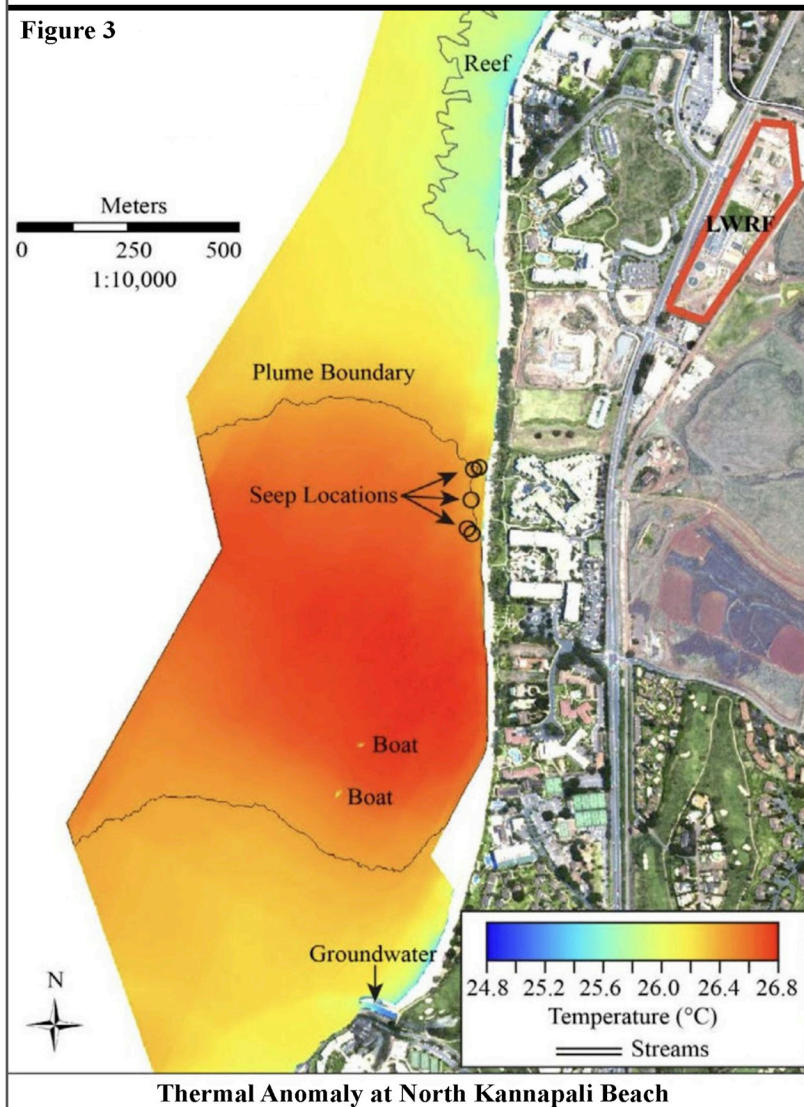 Figure 3
Reef
Meters
0 250 500
1:10,000
LWRF
Plume Boundary
Seep Locations
Boat
Boat
Groundwater
N
24.8 25.2 25.6 26.0 26.4 26.8
Temperature (°C)
Streams
Thermal Anomaly at North Kannapali Beach